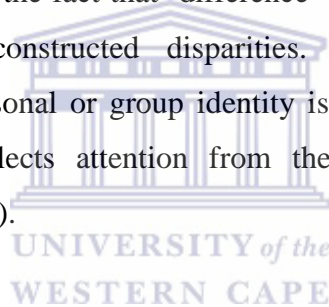 the fact that 'difference'
constructed disparities.
sonal or group identity is
lects attention from the
).
UNIVERSITY of the
WESTERN CAPE